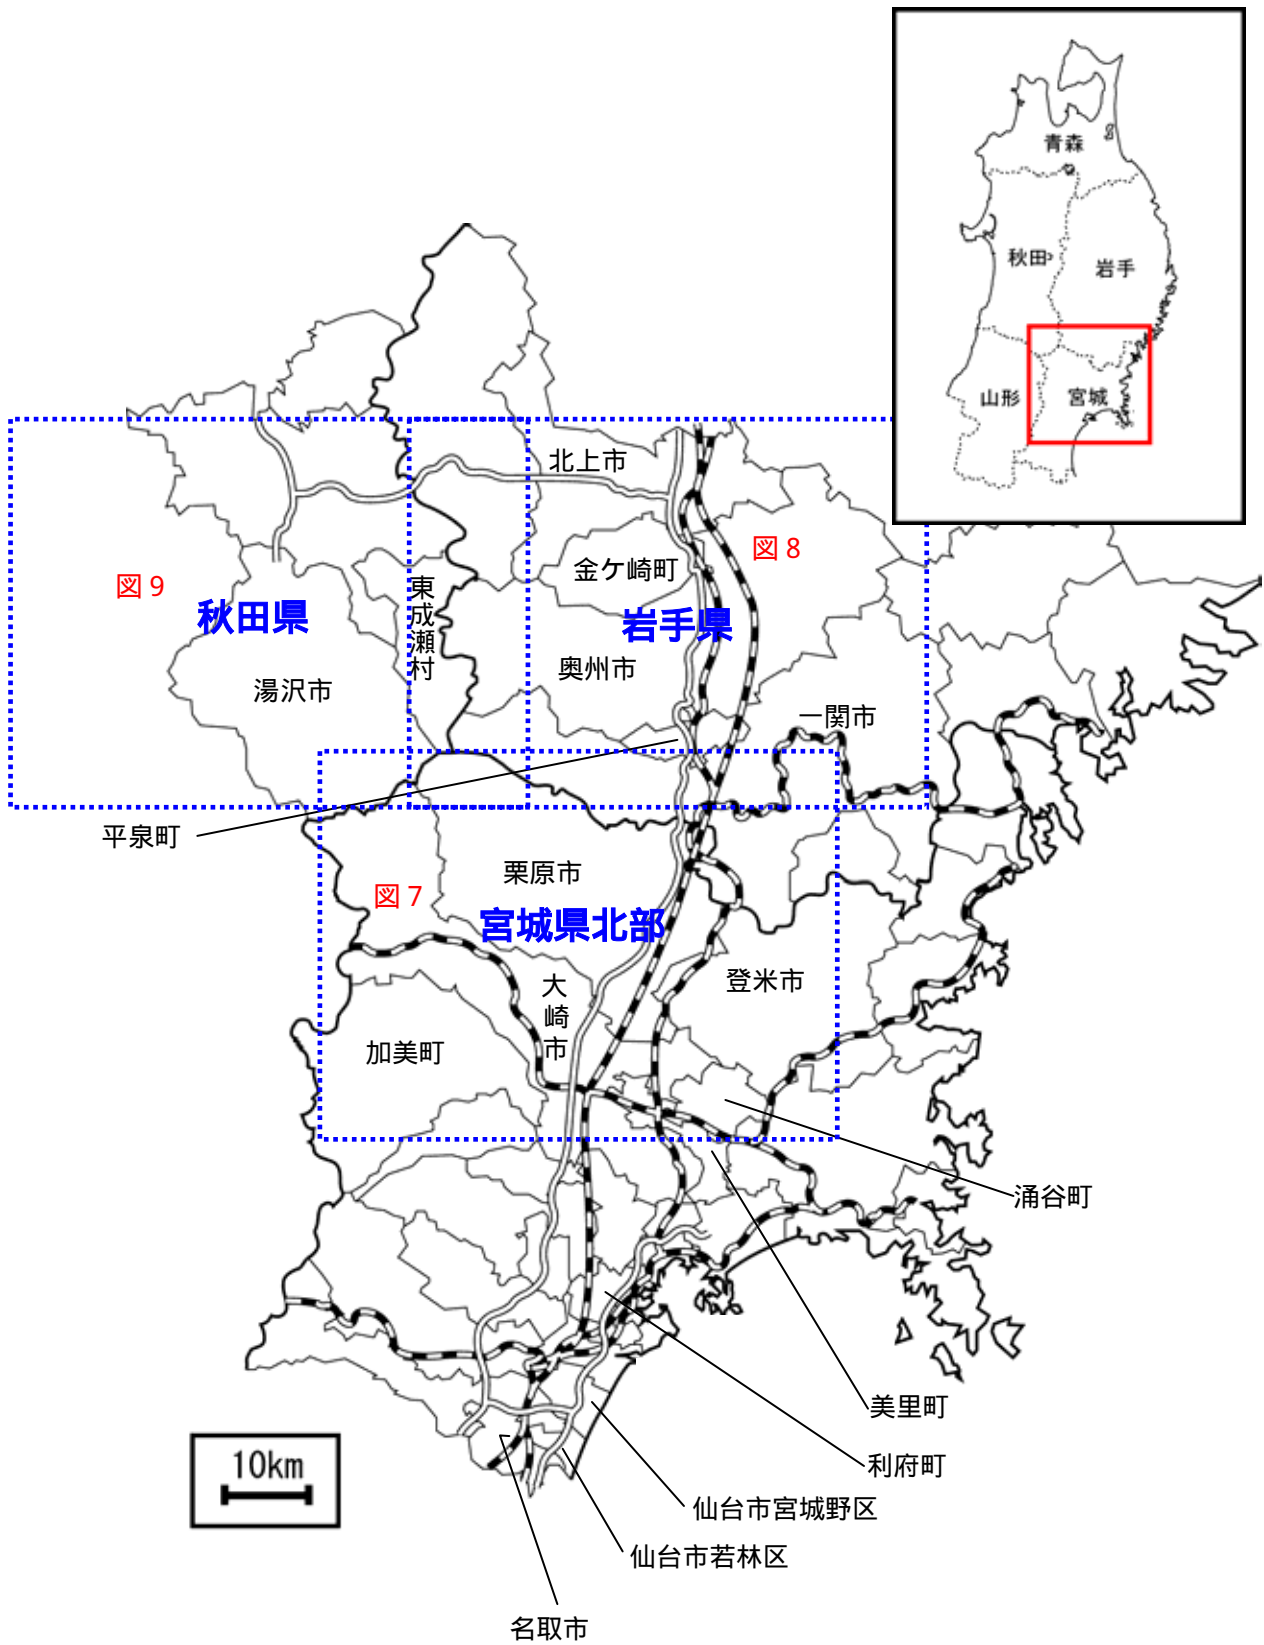 青森
秋田
岩手
山形
宮城
北上市
図 8
金ケ崎町
図 9
東成瀬村
秋田県
岩手県
奥州市
湯沢市
一関市
平泉町
栗原市
図 7
宮城県北部
登米市
大崎市
加美町
涌谷町
美里町
10km
利府町
仙台市宮城野区
仙台市若林区
名取市